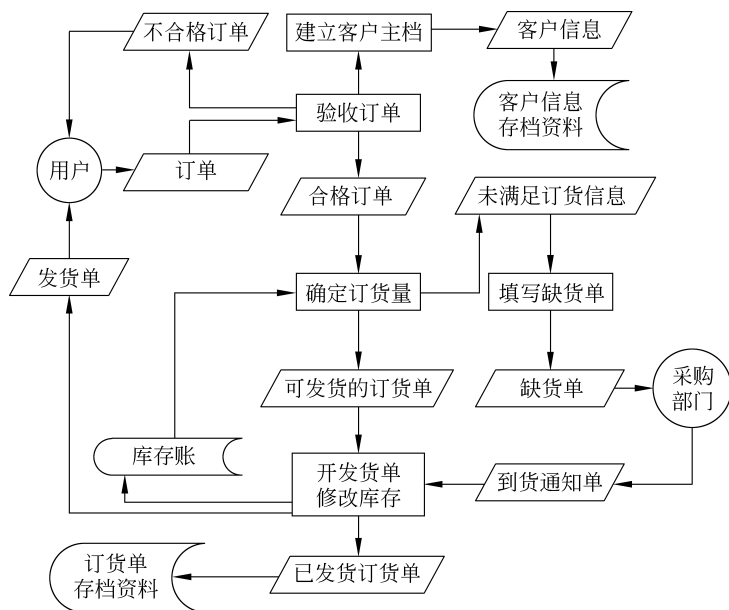 不合格订单
建立客户主档
客户信息
客户信息
存档资料
验收订单
用户
订单
合格订单
未满足订货信息
发货单
确定订货量
填写缺货单
可发货的订货单
缺货单
采购
部门
库存账
开发货单
修改库存
到货通知单
订货单
存档资料
已发货订货单